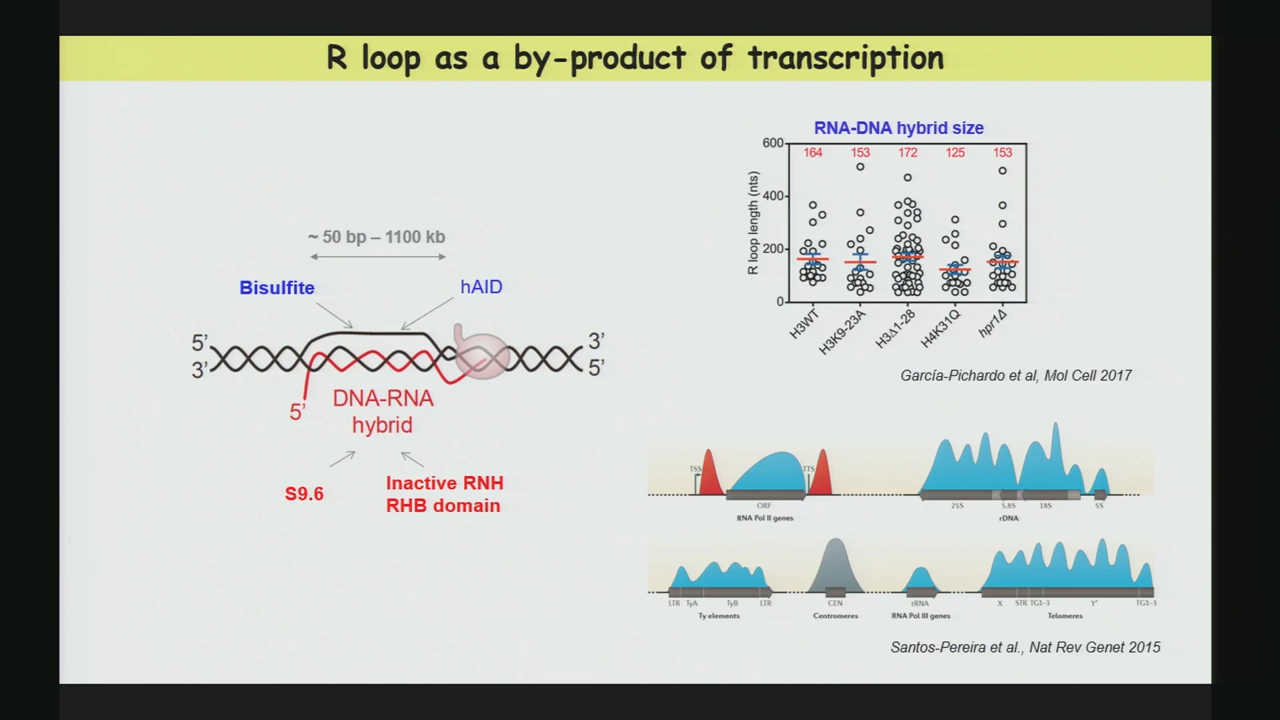 R loop as a by-product of transcription
~ 50 bp – 1100 kb
Bisulfite
hAID
5’
3’
3’
5’
5’
DNA-RNA
hybrid
S9.6
Inactive RNH
RHB domain
RNA-DNA hybrid size
R loop length (nts)
600
400
200
0
164 153 172 125 153
H3WT H3K9-23A H3Δ1-28 H4K31Q hpr1Δ
García-Pichardo et al, Mol Cell 2017
TSS TTS
ORF
RNA Pol II genes
25S 5.8S 18S 5S
rDNA
LTR TyA TyB LTR
Ty elements
CEN
Centromeres
tRNA
RNA Pol III genes
X STR TG1–3 Y′ TG1–3
Telomeres
Santos-Pereira et al., Nat Rev Genet 2015